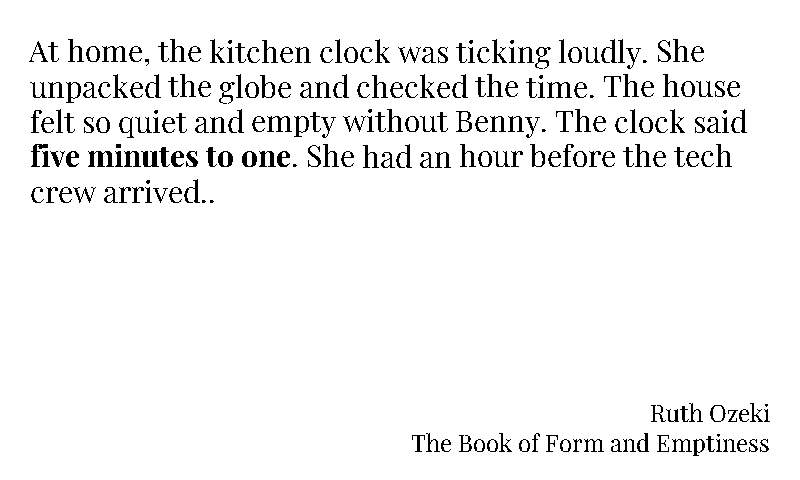 At home, the kitchen clock was ticking loudly. She
unpacked the globe and checked the time. The house
felt so quiet and empty without Benny. The clock said
five minutes to one. She had an hour before the tech
crew arrived..
Ruth Ozeki
The Book of Form and Emptiness